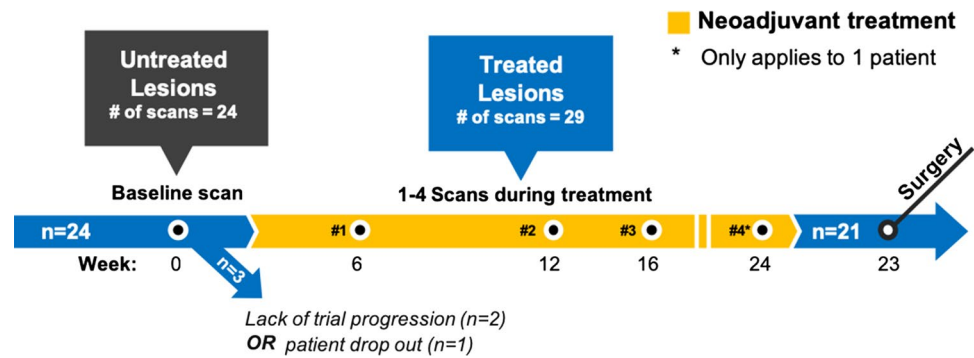 Neoadjuvant treatment
* Only applies to 1 patient
Untreated
Lesions
# of scans = 24
Treated
Lesions
# of scans = 29
Baseline scan
1-4 Scans during treatment
Surgery
n=24
#1
#2
#3
#4*
n=21
Week: 0 6 12 16 24 23
n=3
Lack of trial progression (n=2)
OR patient drop out (n=1)